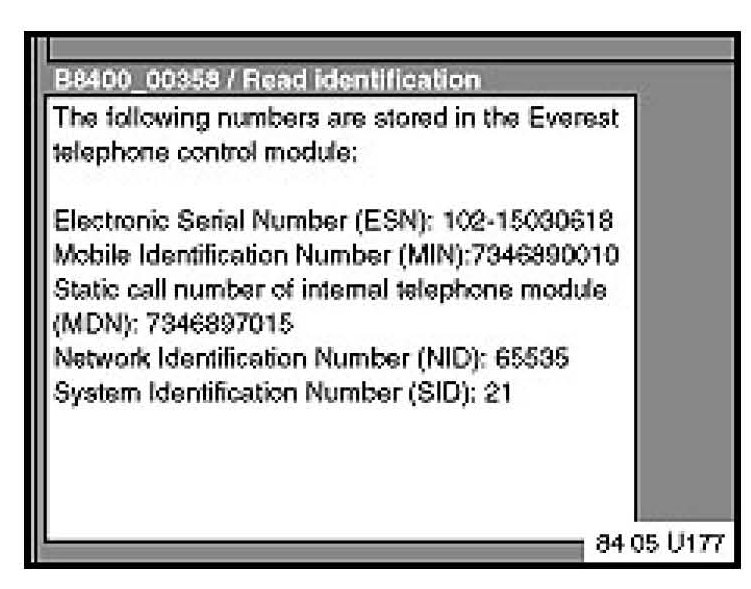 B8400_00358 / Read identification
The following numbers are stored in the Everest
telephone control module:
Electronic Serial Number (ESN): 102-15030618
Mobile Identification Number (MIN):7346890010
Static call number of internal telephone module
(MDN): 7346897015
Network Identification Number (NID): 65535
System Identification Number (SID): 21
84 05 U177